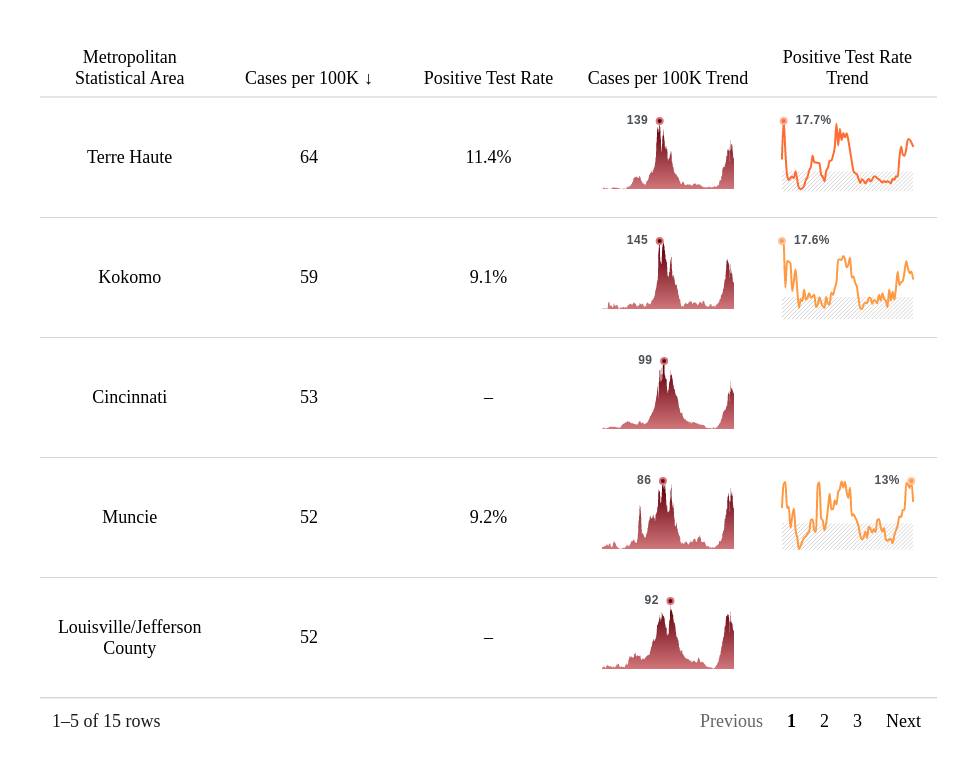 Metropolitan
Statistical Area
Cases per 100K ↓
Positive Test Rate
Cases per 100K Trend
Positive Test Rate
Trend
Terre Haute
64
11.4%
139
17.7%
Kokomo
59
9.1%
145
17.6%
Cincinnati
53
–
99
Muncie
52
9.2%
86
13%
Louisville/Jefferson
County
52
–
92
1–5 of 15 rows
Previous 1 2 3 Next